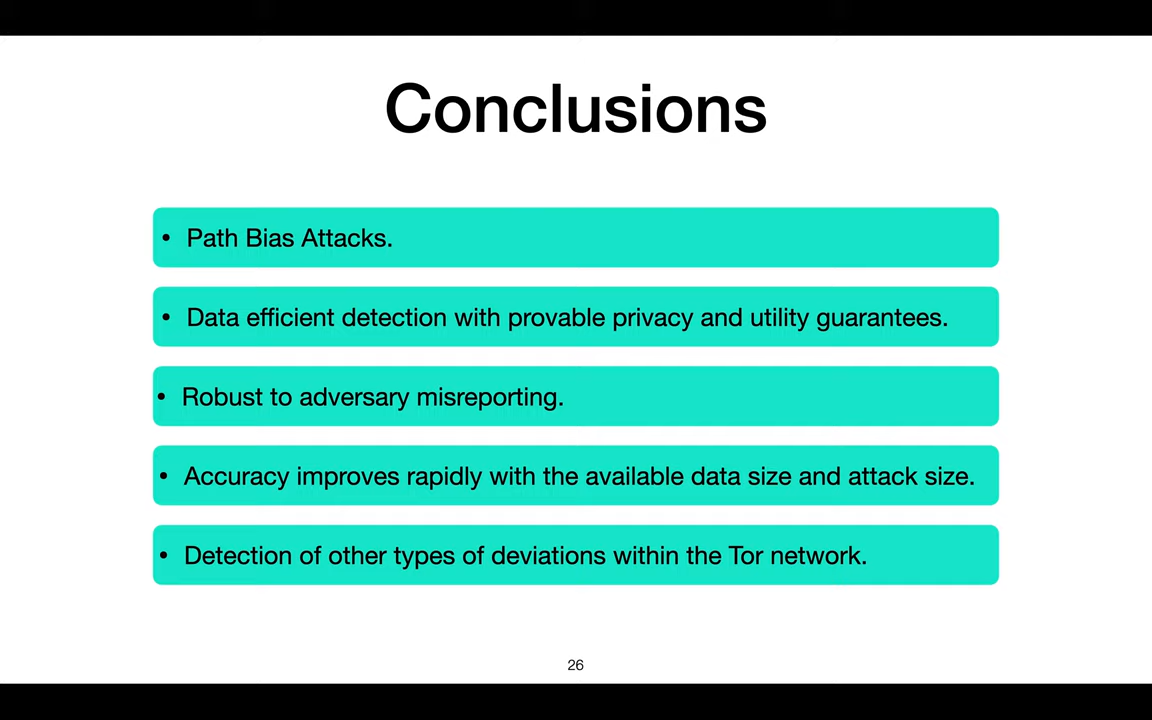 Conclusions
• Path Bias Attacks.
• Data efficient detection with provable privacy and utility guarantees.
• Robust to adversary misreporting.
• Accuracy improves rapidly with the available data size and attack size.
• Detection of other types of deviations within the Tor network.
26